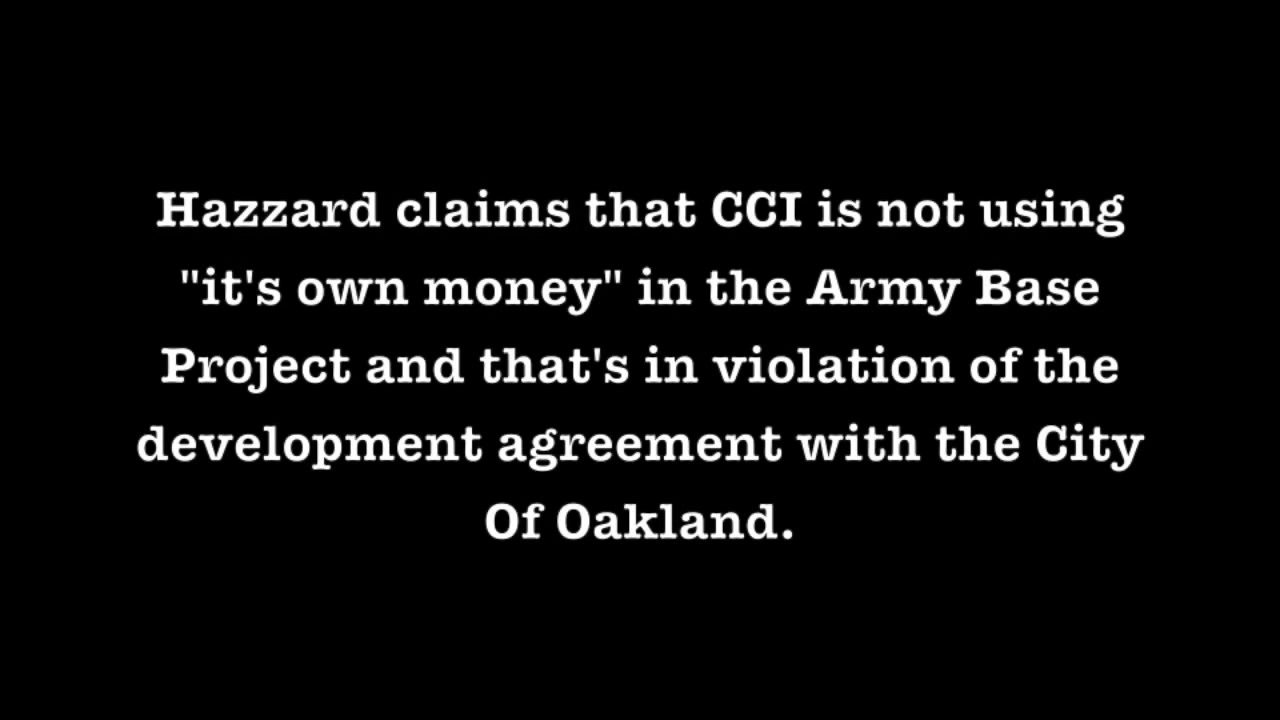 Hazzard claims that CCI is not using
"it's own money" in the Army Base
Project and that's in violation of the
development agreement with the City
Of Oakland.